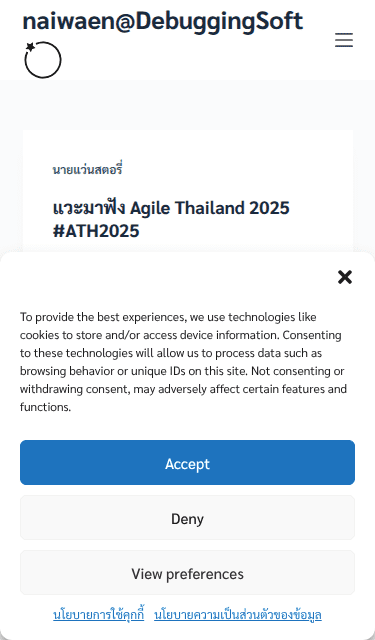 naiwaen@DebuggingSoft
นายแว่นสตอรี่
แวะมาฟัง Agile Thailand 2025
#ATH2025
To provide the best experiences, we use technologies like
cookies to store and/or access device information. Consenting
to these technologies will allow us to process data such as
browsing behavior or unique IDs on this site. Not consenting or
withdrawing consent, may adversely affect certain features and
functions.
Accept
Deny
View preferences
นโยบายการใช้คุกกี้ นโยบายความเป็นส่วนตัวของข้อมูล